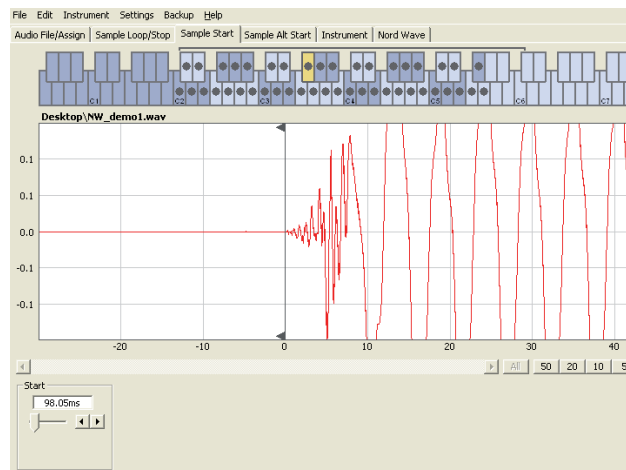 File Edit Instrument Settings Backup Help
Audio File/Assign Sample Loop/Stop Sample Start Sample Alt Start Instrument Nord Wave
C1 C2 C3 C4 C5 C6 C7
Desktop\NW_demo1.wav
0.1
0.1
0.0
-0.1
-0.1
-20 -10 0 10 20 30 40
All 50 20 10 5
Start
98.05ms